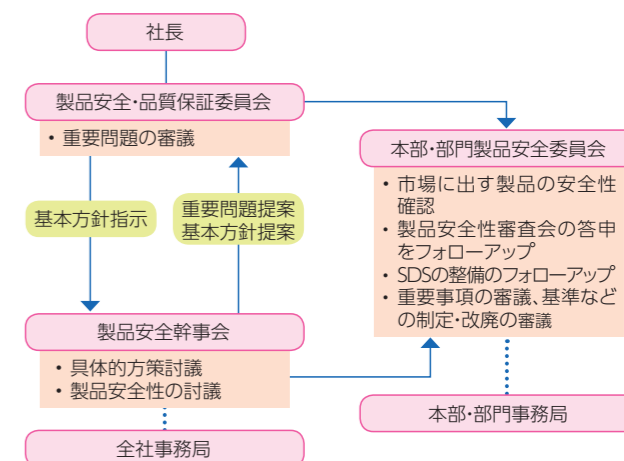 社長
製品安全・品質保証委員会
・重要問題の審議
基本方針指示
重要問題提案
基本方針提案
製品安全幹事会
・具体的方策討議
・製品安全性の討議
全社事務局
本部・部門製品安全委員会
・市場に出す製品の安全性
確認
・製品安全性審査会の答申
をフォローアップ
・SDSの整備のフォローアップ
・重要事項の審議、基準など
の制定・改廃の審議
本部・部門事務局